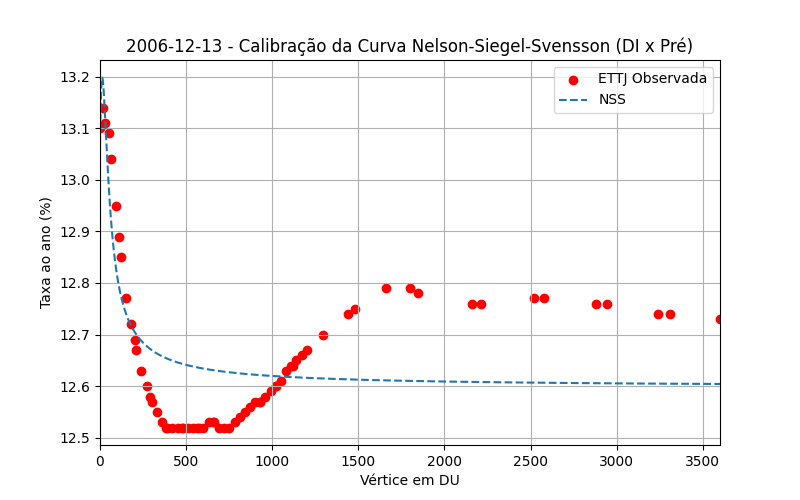 2006-12-13 - Calibração da Curva Nelson-Siegel-Svensson (DI x Pré)
ETTJ Observada
NSS
Taxa ao ano (%)
13.2
13.1
13.0
12.9
12.8
12.7
12.6
12.5
0 500 1000 1500 2000 2500 3000 3500
Vértice em DU